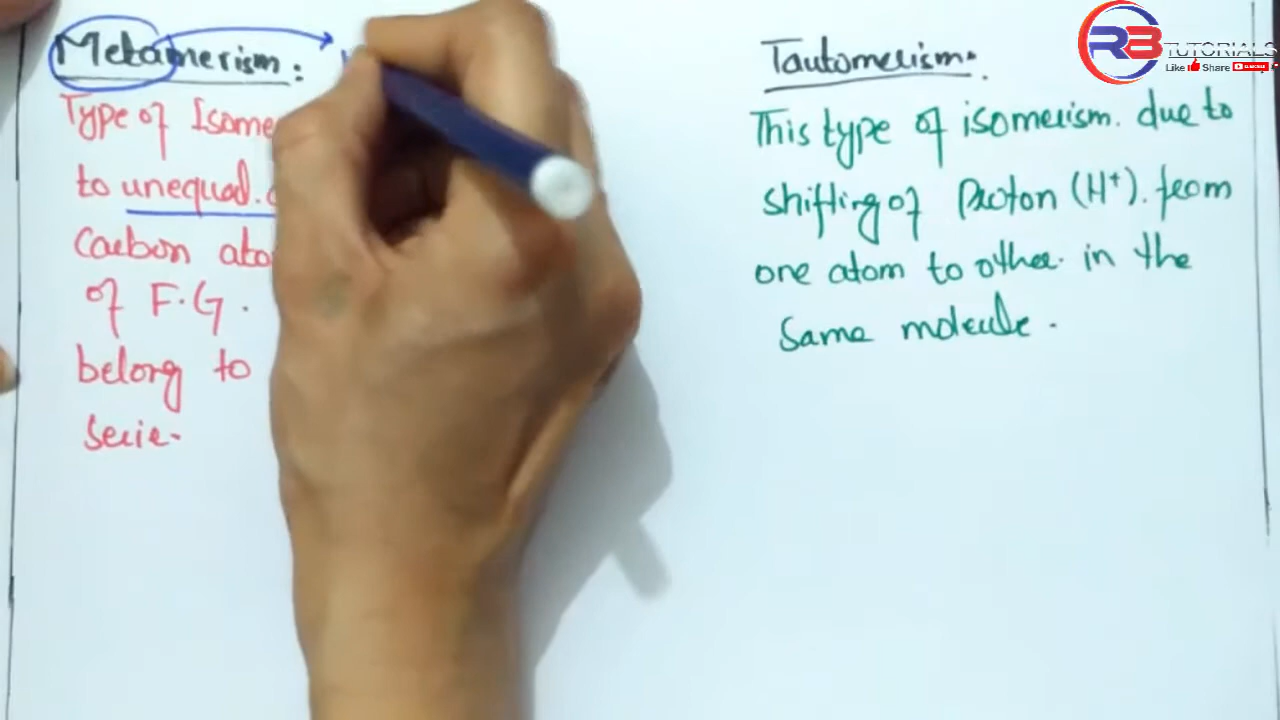 Metamerism:
Type of Isome
to unequal.
Carbon ato
of F.G.
belong to
serie.
Tautomerism.
This type of isomerism. due to
shifting of Proton (H+). from
one atom to other. in the
same molecule.
RB TUTORIALS
Like Share SUBSCRIBE